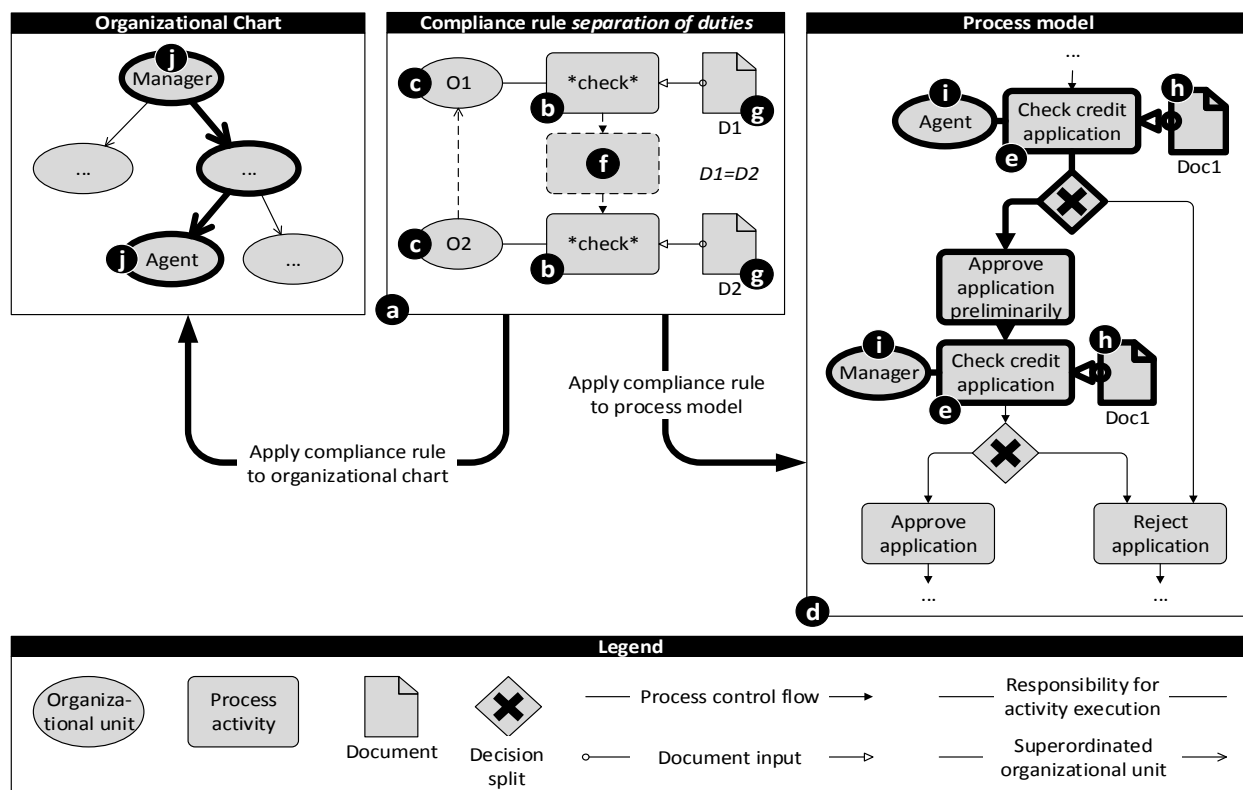 Organizational Chart
j
Manager
...
...
j
Agent
...
Compliance rule separation of duties
c
O1
*check*
b
g
D1
f
D1=D2
c
O2
*check*
b
g
D2
a
Process model
...
i
Agent
Check credit
application
e
h
Doc1
Approve
application
preliminarily
i
Manager
Check credit
application
e
h
Doc1
Approve
application
Reject
application
...
...
d
Apply compliance rule
to organizational chart
Apply compliance rule
to process model
Legend
Organiza-
tional unit
Process
activity
Document
Decision
split
Process control flow
Document input
Responsibility for
activity execution
Superordinated
organizational unit